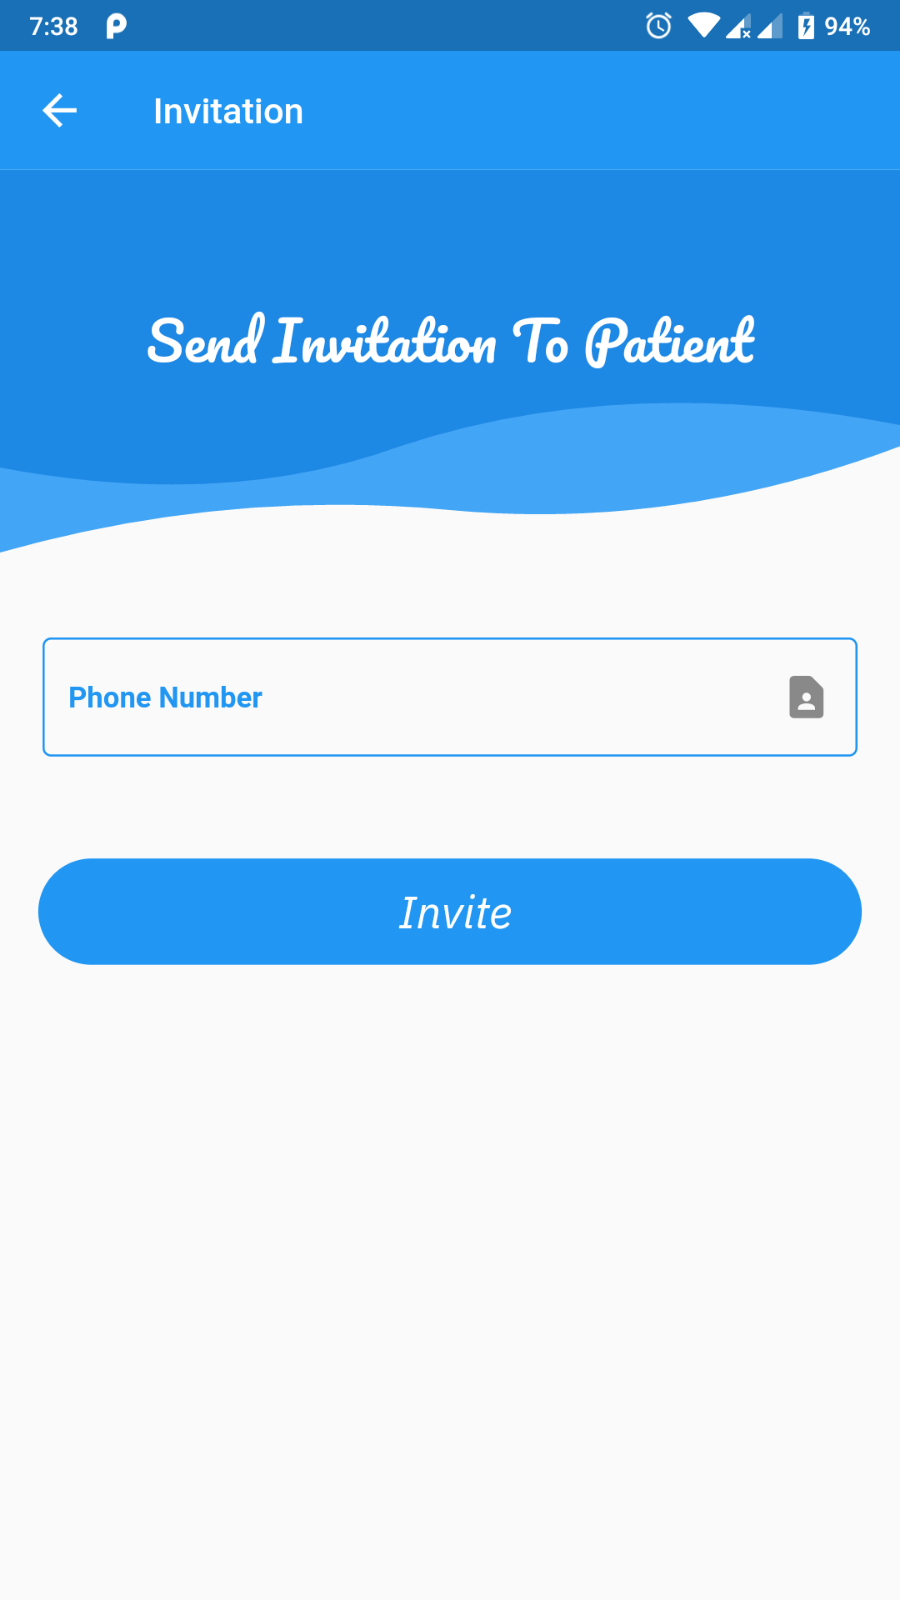 7:38
94%
Invitation
Send Invitation To Patient
Phone Number
Invite